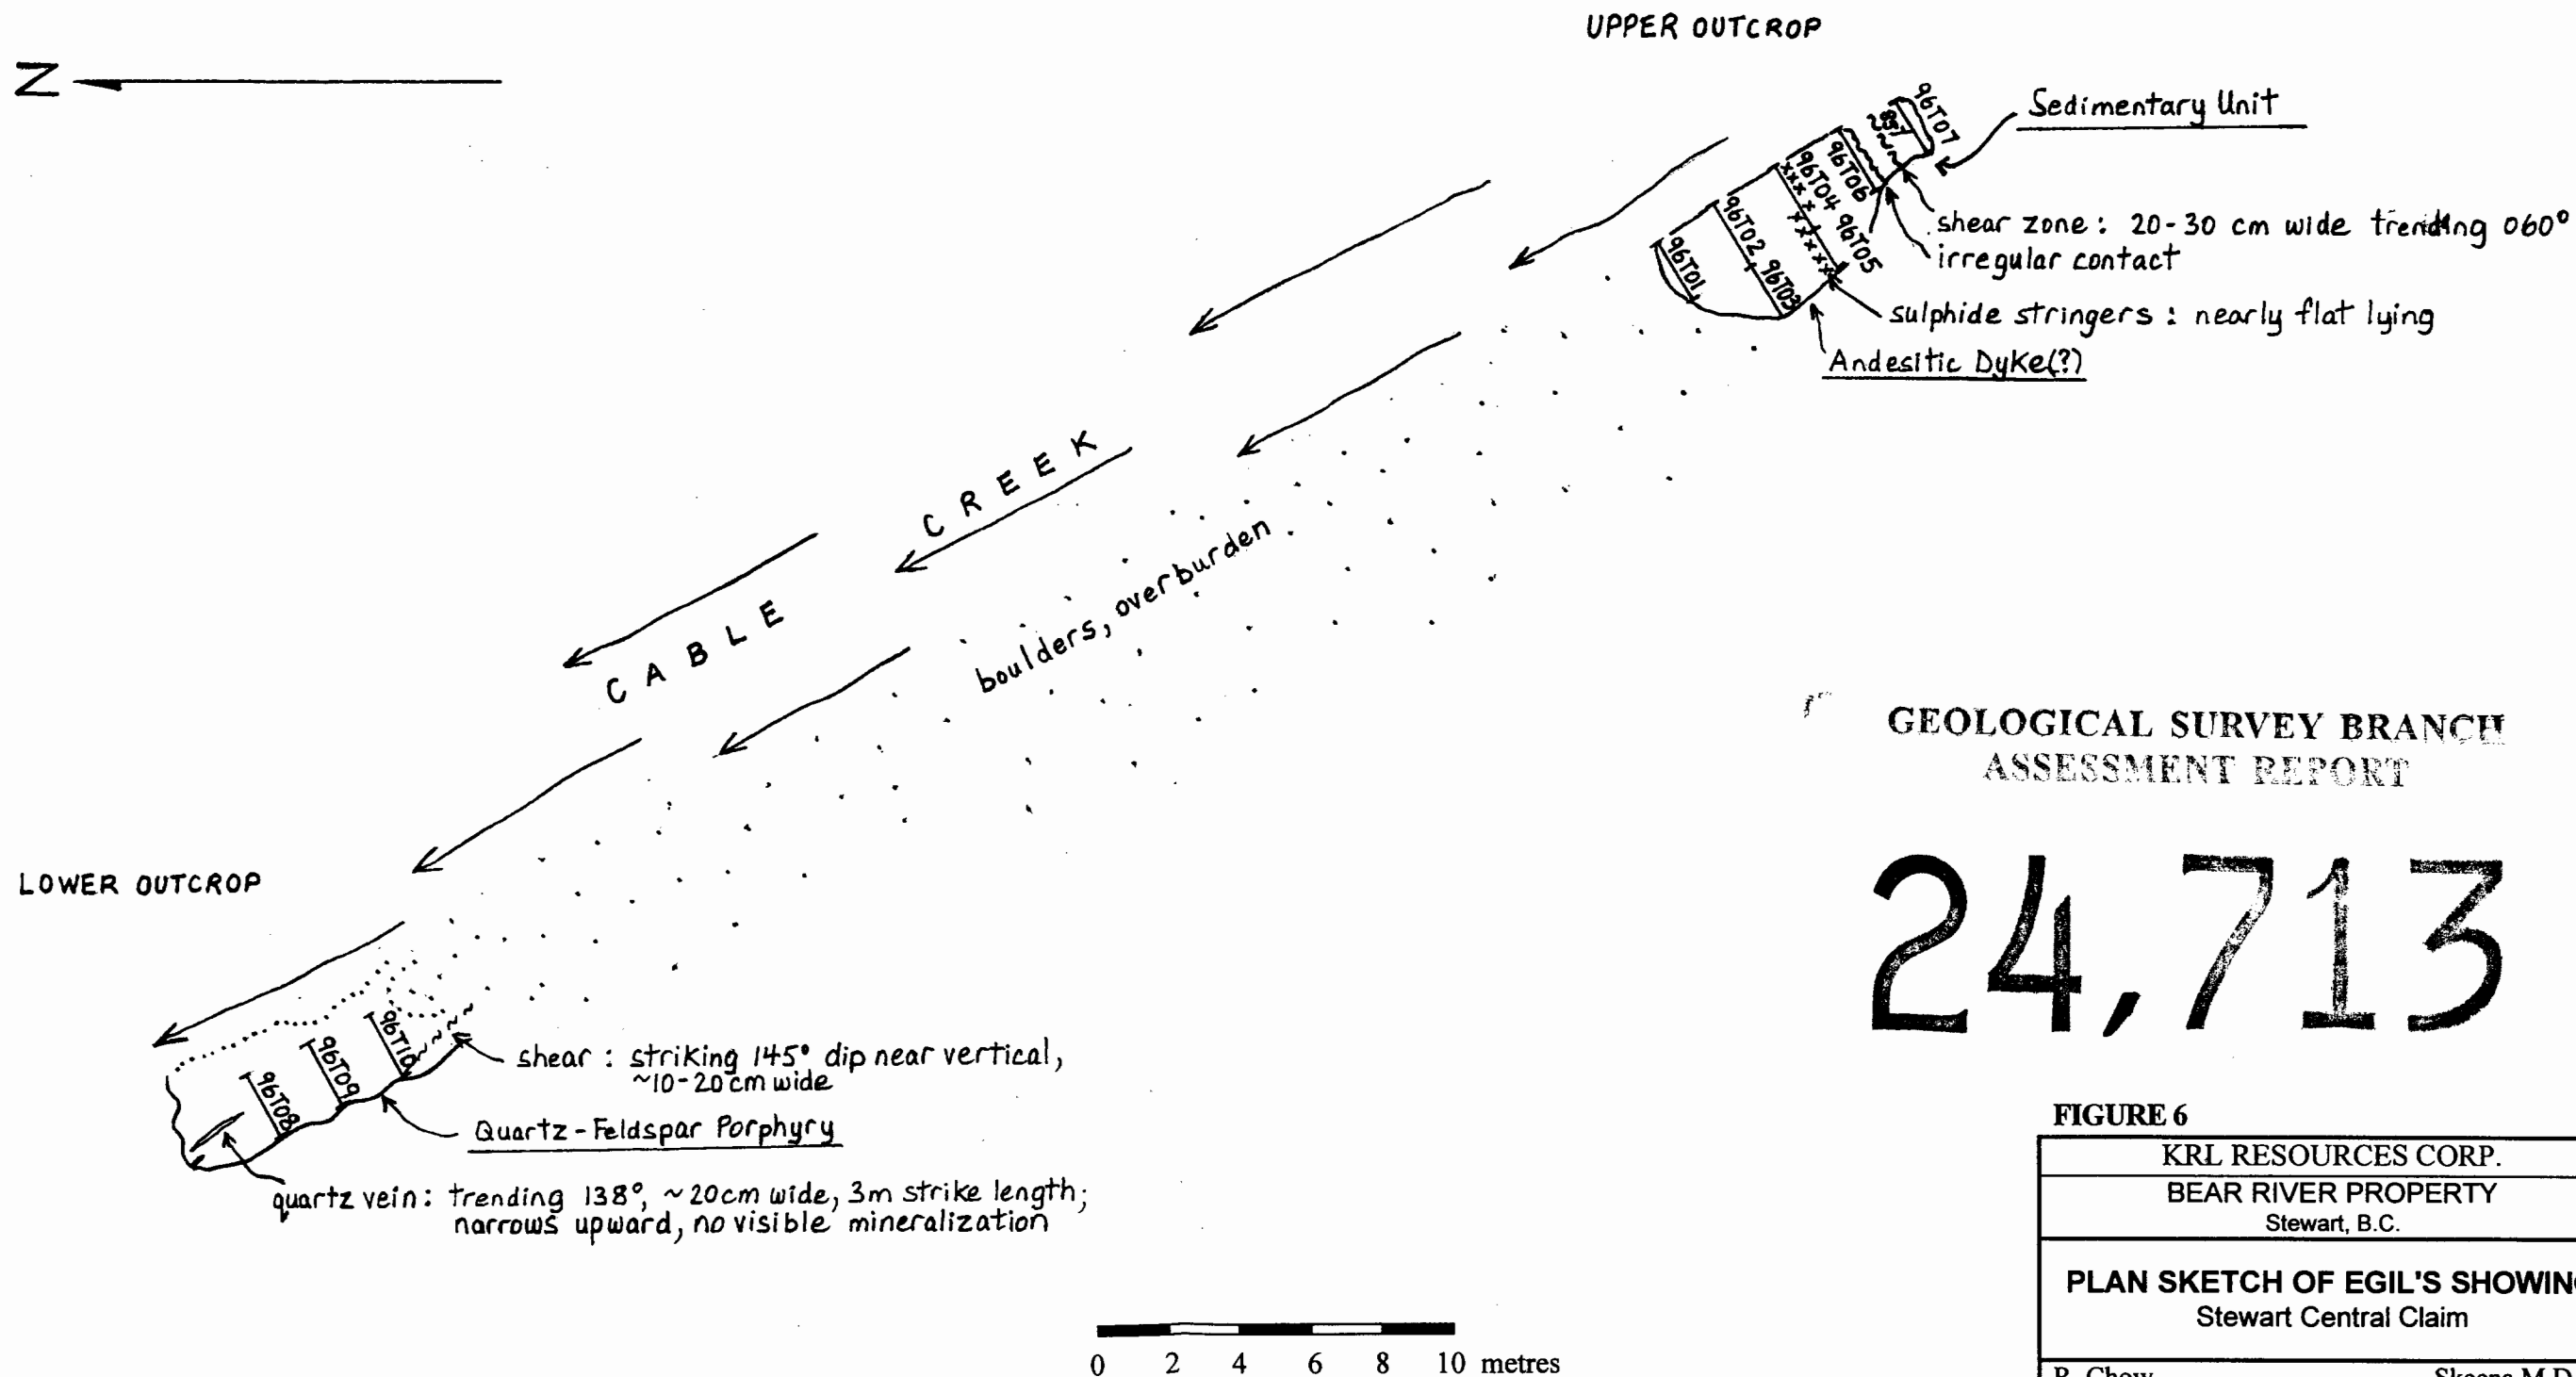 UPPER OUTCROP
N
96T07
Sedimentary Unit
85°
96T06
96T04 96T05
96T02, 96T03
96T01
shear zone : 20-30 cm wide trending 060°
irregular contact
sulphide stringers : nearly flat lying
Andesitic Dyke(?)
CABLE CREEK
boulders, overburden
GEOLOGICAL SURVEY BRANCH
ASSESSMENT REPORT
24,713
LOWER OUTCROP
96T10
96T09
96T08
shear : striking 145° dip near vertical,
~10-20cm wide
Quartz-Feldspar Porphyry
quartz vein: trending 138°, ~20cm wide, 3m strike length;
narrows upward, no visible mineralization
0 2 4 6 8 10 metres
FIGURE 6
KRL RESOURCES CORP.
BEAR RIVER PROPERTY
Stewart, B.C.
PLAN SKETCH OF EGIL'S SHOWING
Stewart Central Claim
R. Chow Skeena M.D.